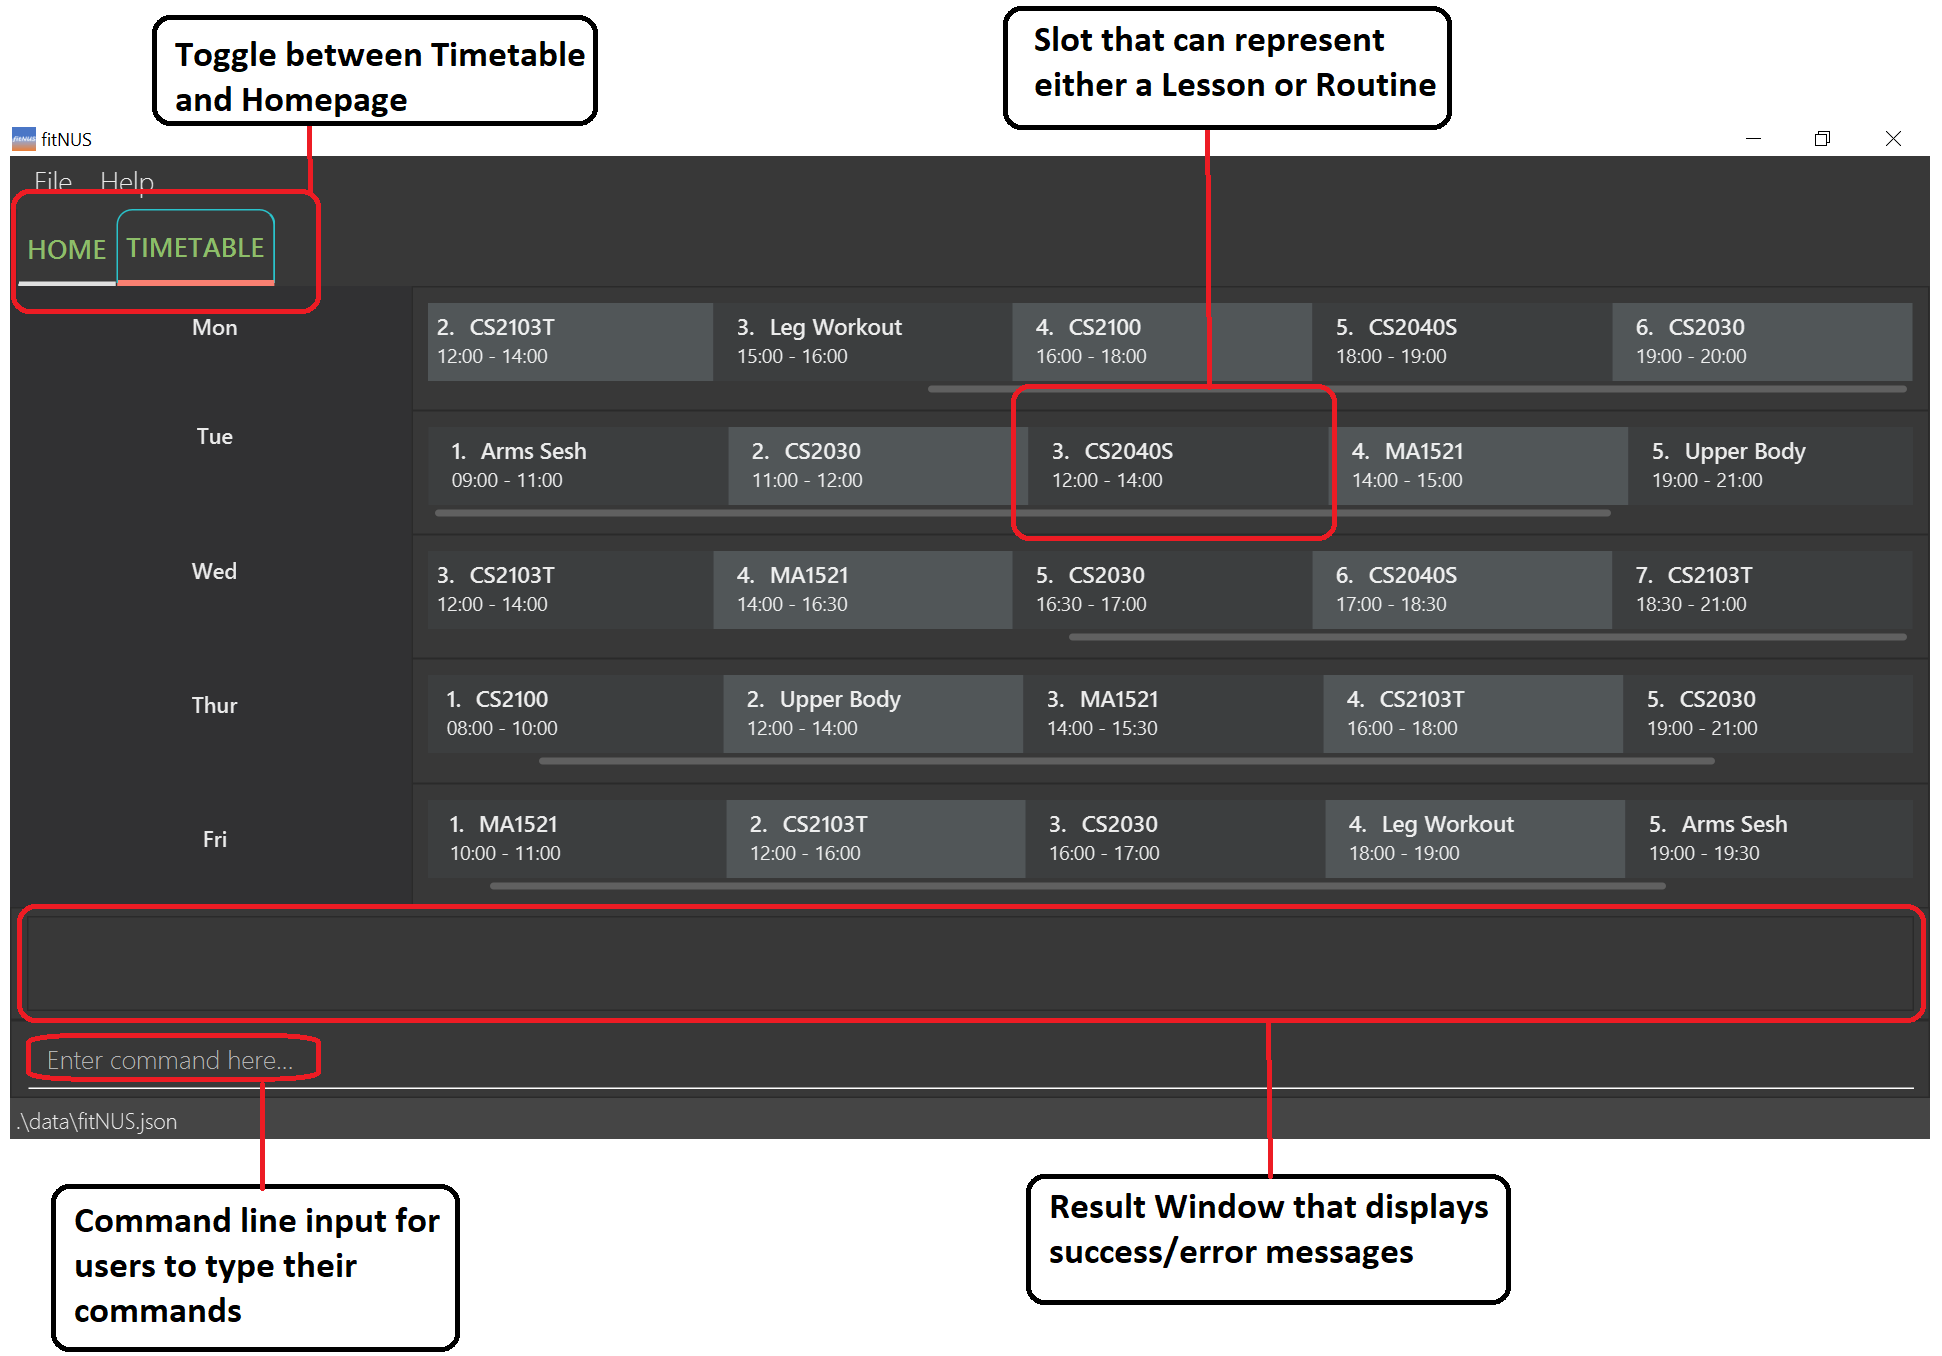 Toggle between Timetable
and Homepage
Slot that can represent
either a Lesson or Routine
fitNUS
fitNUS
File Help
HOME TIMETABLE
Mon
2. CS2103T
12:00 - 14:00
3. Leg Workout
15:00 - 16:00
4. CS2100
16:00 - 18:00
5. CS2040S
18:00 - 19:00
6. CS2030
19:00 - 20:00
Tue
1. Arms Sesh
09:00 - 11:00
2. CS2030
11:00 - 12:00
3. CS2040S
12:00 - 14:00
4. MA1521
14:00 - 15:00
5. Upper Body
19:00 - 21:00
Wed
3. CS2103T
12:00 - 14:00
4. MA1521
14:00 - 16:30
5. CS2030
16:30 - 17:00
6. CS2040S
17:00 - 18:30
7. CS2103T
18:30 - 21:00
Thur
1. CS2100
08:00 - 10:00
2. Upper Body
12:00 - 14:00
3. MA1521
14:00 - 15:30
4. CS2103T
16:00 - 18:00
5. CS2030
19:00 - 21:00
Fri
1. MA1521
10:00 - 11:00
2. CS2103T
12:00 - 16:00
3. CS2030
16:00 - 17:00
4. Leg Workout
18:00 - 19:00
5. Arms Sesh
19:00 - 19:30
Enter command here...
.\data\fitNUS.json
Command line input for
users to type their
commands
Result Window that displays
success/error messages